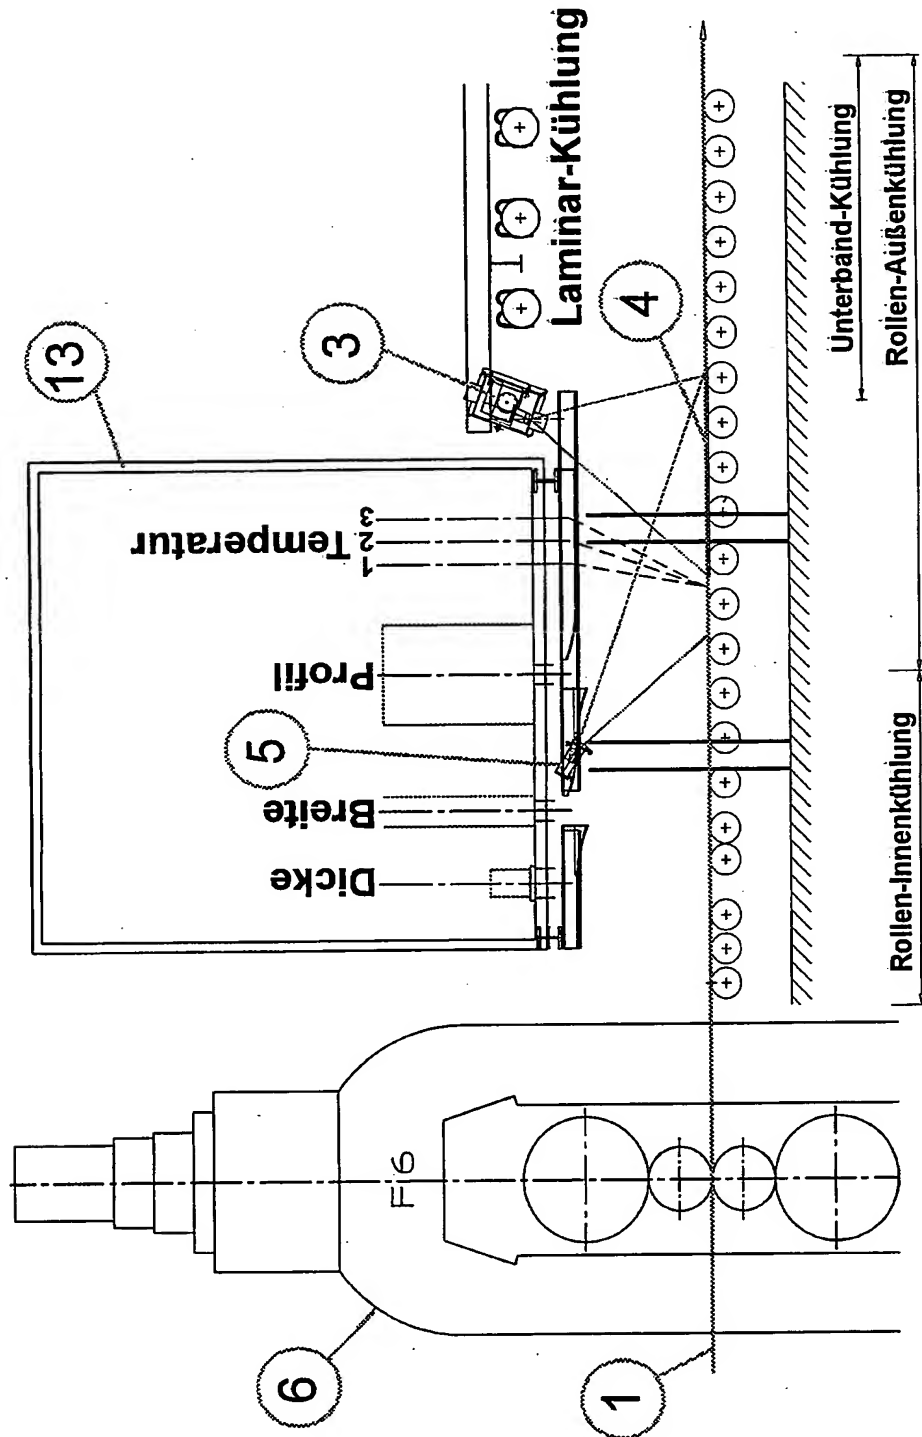 13
3
Laminar-Kühlung
1 2. 3
Temperatur
Profil
5
Breite
Dicke
4
Unterband-Kühlung
Rollen-Außenkühlung
Rollen-Innenkühlung
F6
6
1